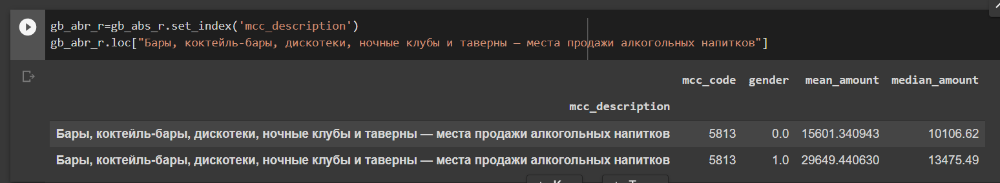 gb_abr_r=gb_abs_r.set_index('mcc_description')
gb_abr_r.loc["Бары, коктейль-бары, дискотеки, ночные клубы и таверны — места продажи алкогольных напитков"]
mcc_code gender mean_amount median_amount
mcc_description
Бары, коктейль-бары, дискотеки, ночные клубы и таверны — места продажи алкогольных напитков 5813 0.0 15601.340943 10106.62
Бары, коктейль-бары, дискотеки, ночные клубы и таверны — места продажи алкогольных напитков 5813 1.0 29649.440630 13475.49